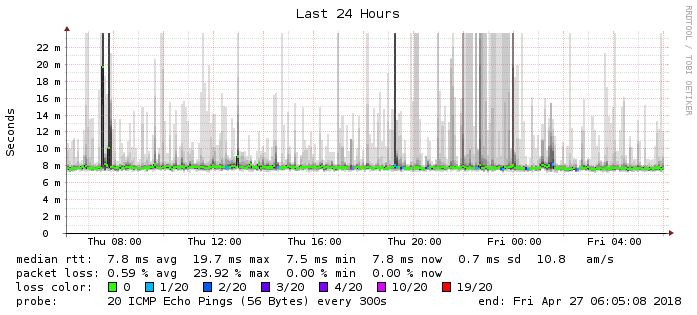 Last 24 Hours
RRDTOOL / TOBI OETIKER
Seconds
22 m
20 m
18 m
16 m
14 m
12 m
10 m
8 m
6 m
4 m
2 m
0
Thu 08:00 Thu 12:00 Thu 16:00 Thu 20:00 Fri 00:00 Fri 04:00
median rtt: 7.8 ms avg 19.7 ms max 7.5 ms min 7.8 ms now 0.7 ms sd 10.8 am/s
packet loss: 0.59 % avg 23.92 % max 0.00 % min 0.00 % now
loss color: 0 1/20 2/20 3/20 4/20 10/20 19/20
probe: 20 ICMP Echo Pings (56 Bytes) every 300s end: Fri Apr 27 06:05:08 2018